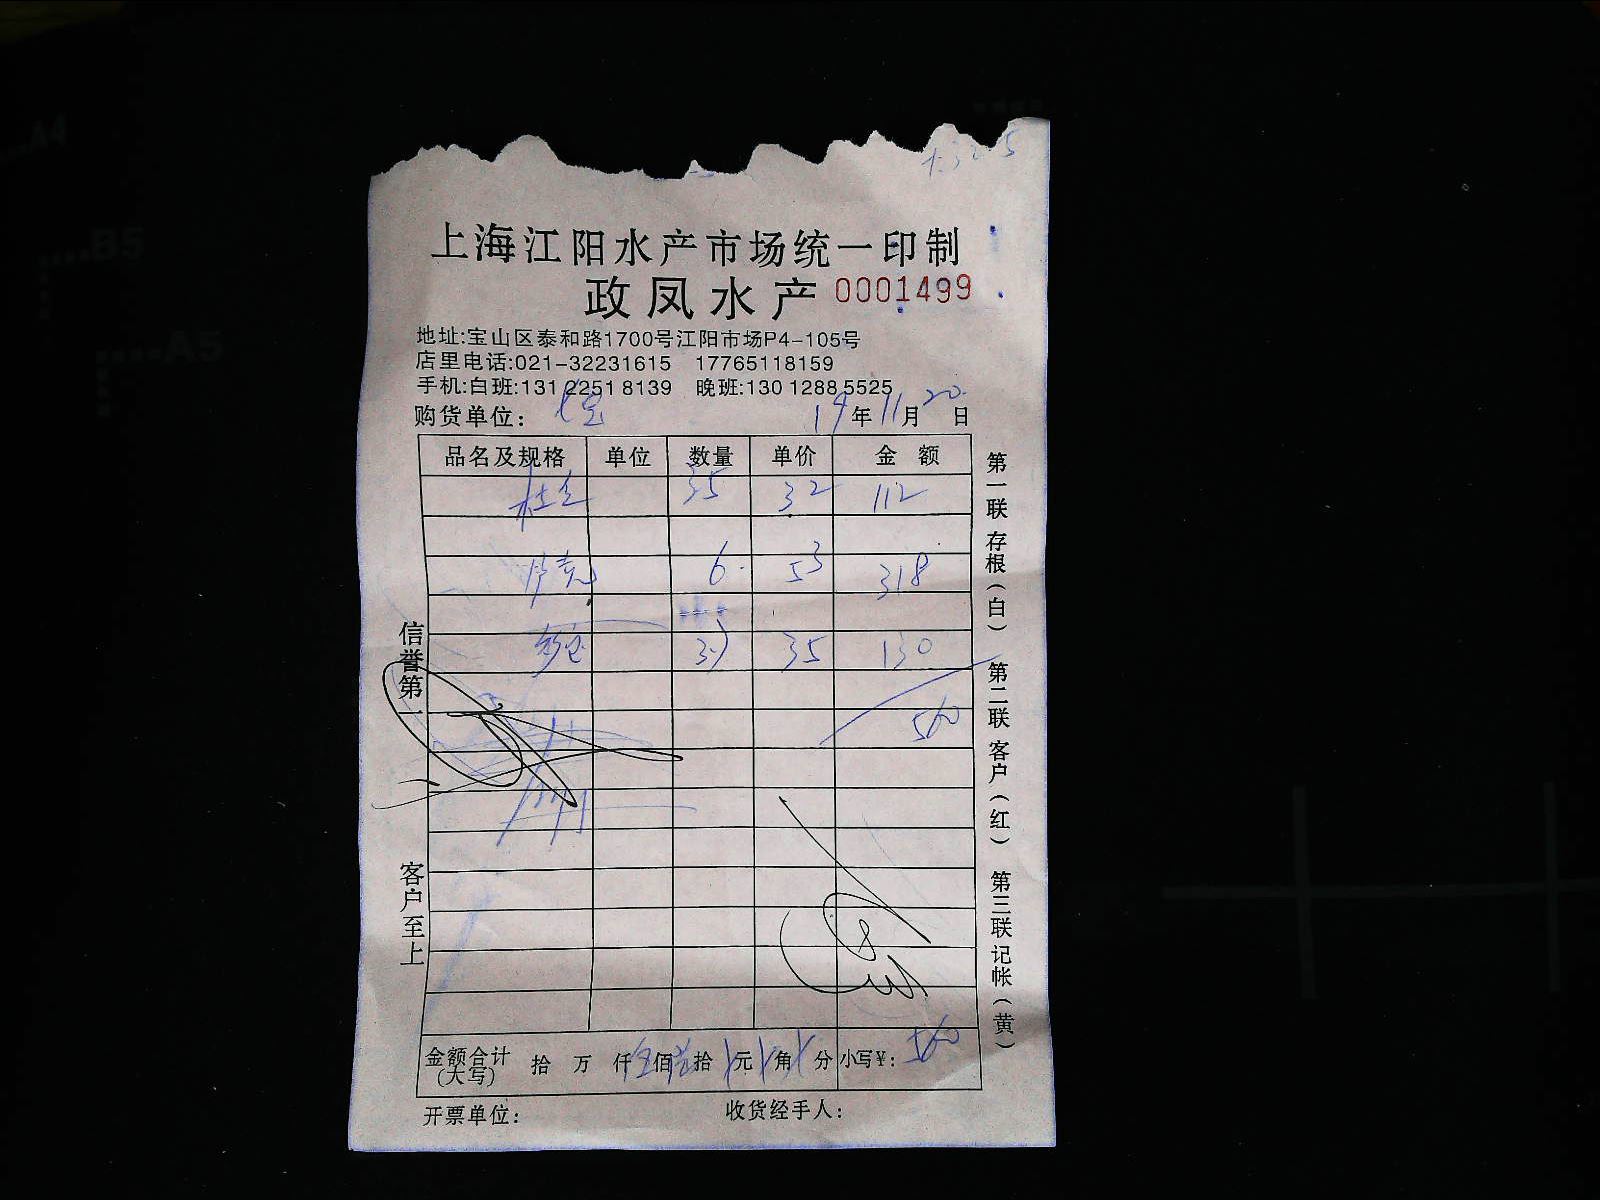 上海江阳水产市场统一印制
政凤水产 0001499
地址:宝山区泰和路1700号江阳市场P4-105号
店里电话:021-32231615 17765118159
手机:白班:131 2251 8139 晚班:130 1288 5525
购货单位: 19年11月20日
品名及规格 单位 数量 单价 金额
35 32 112
6 53 318
35 130
560
金额合计(大写) 拾 万 仟 伍佰 拾 元 角 分 小写¥: 560
开票单位: 收货经手人:
信誉第一 客户至上
第一联存根(白) 第二联客户(红) 第三联记帐(黄)